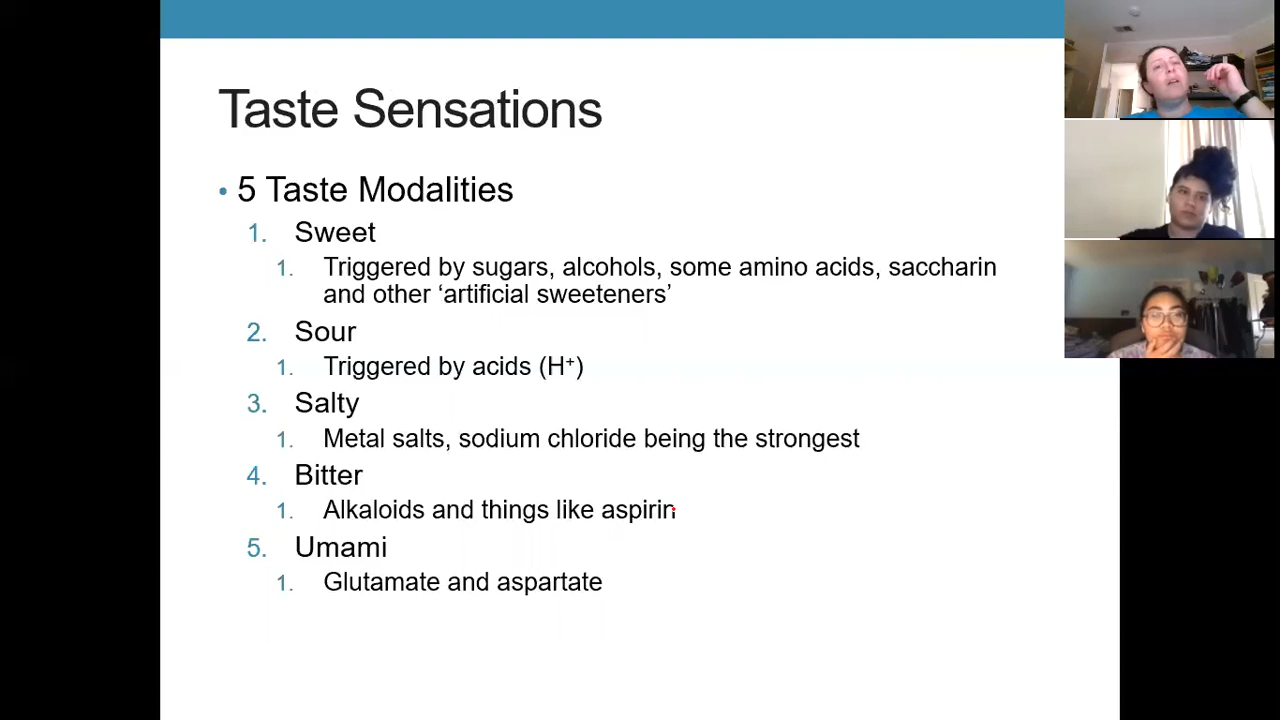 Taste Sensations
• 5 Taste Modalities
1. Sweet
1. Triggered by sugars, alcohols, some amino acids, saccharin
and other ‘artificial sweeteners’
2. Sour
1. Triggered by acids (H⁺)
3. Salty
1. Metal salts, sodium chloride being the strongest
4. Bitter
1. Alkaloids and things like aspirin
5. Umami
1. Glutamate and aspartate